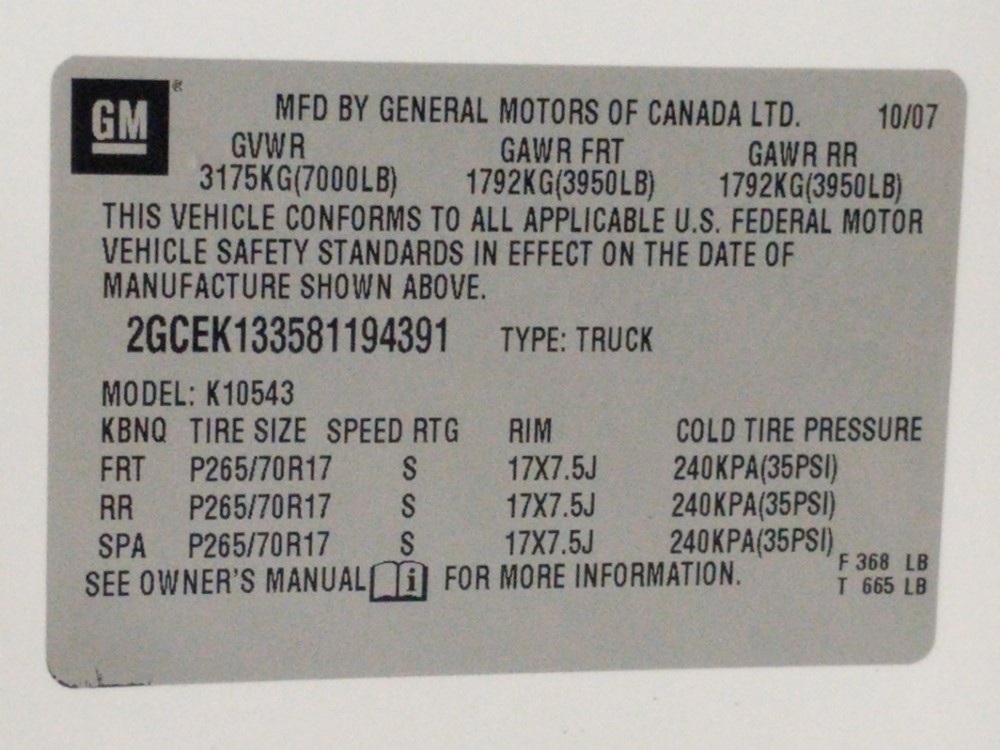 GM ®
MFD BY GENERAL MOTORS OF CANADA LTD. 10/07
GVWR GAWR FRT GAWR RR
3175KG(7000LB) 1792KG(3950LB) 1792KG(3950LB)
THIS VEHICLE CONFORMS TO ALL APPLICABLE U.S. FEDERAL MOTOR
VEHICLE SAFETY STANDARDS IN EFFECT ON THE DATE OF
MANUFACTURE SHOWN ABOVE.
2GCEK133581194391 TYPE: TRUCK
MODEL: K10543
KBNQ TIRE SIZE SPEED RTG RIM COLD TIRE PRESSURE
FRT P265/70R17 S 17X7.5J 240KPA(35PSI)
RR P265/70R17 S 17X7.5J 240KPA(35PSI)
SPA P265/70R17 S 17X7.5J 240KPA(35PSI)
F 368 LB
SEE OWNER'S MANUAL i FOR MORE INFORMATION. T 665 LB